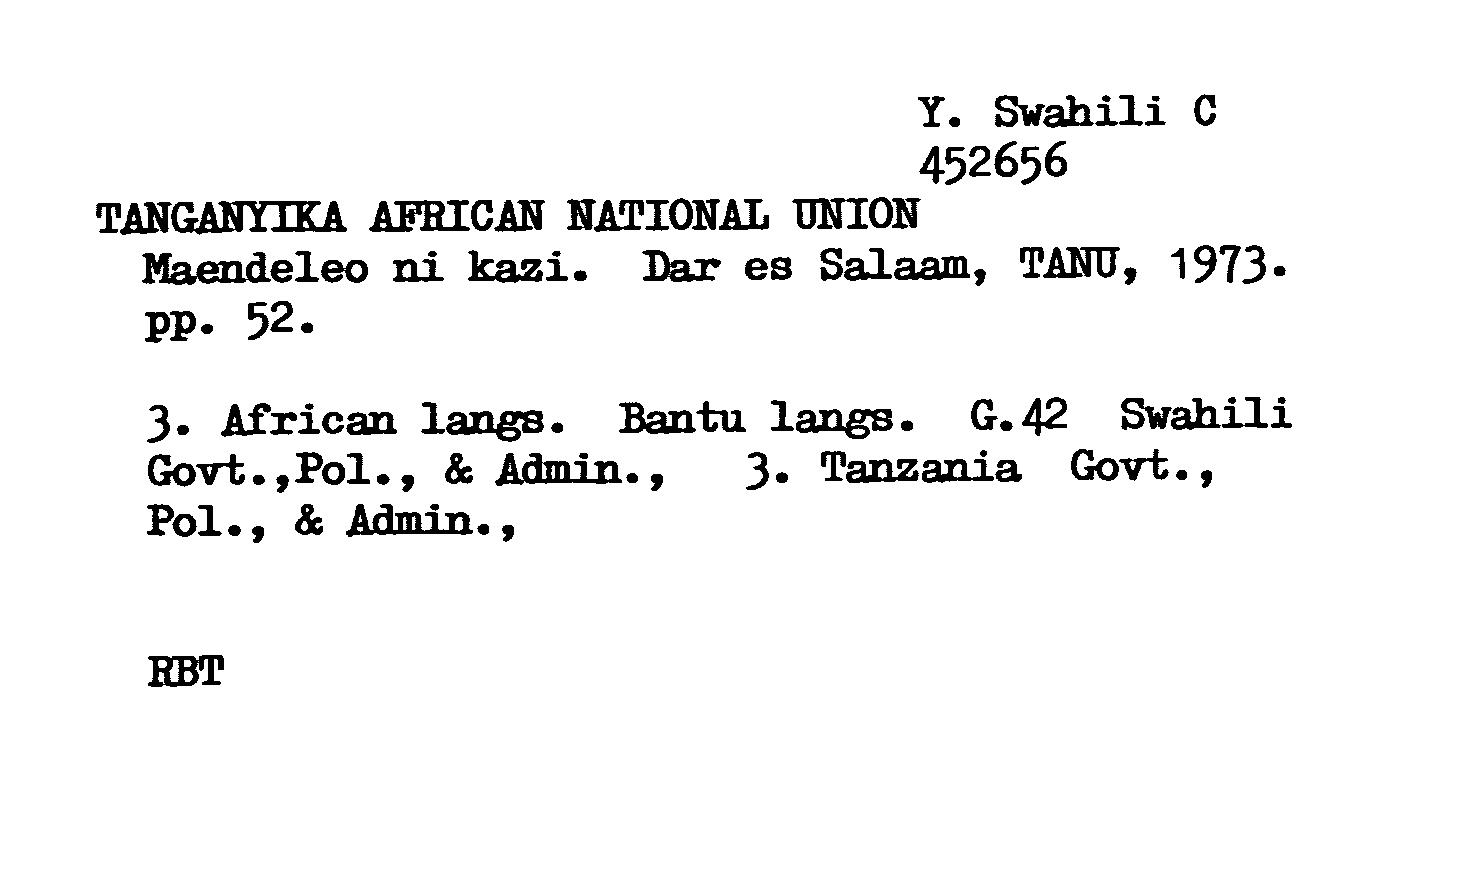 Y. Swahili C
452656
TANGANYIKA AFRICAN NATIONAL UNION
Maendeleo ni kazi. Dar es Salaam, TANU, 1973.
pp. 52.
3. African langs. Bantu langs. G.42 Swahili
Govt.,Pol., & Admin., 3. Tanzania Govt.,
Pol., & Admin.,
RBT